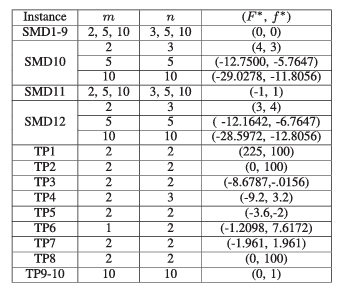 Instance m n (F*, f*)
SMD1-9 2, 5, 10 3, 5, 10 (0, 0)
2 3 (4, 3)
SMD10 5 5 (-12.7500, -5.7647)
10 10 (-29.0278, -11.8056)
SMD11 2, 5, 10 3, 5, 10 (-1, 1)
2 3 (3, 4)
SMD12 5 5 ( -12.1642, -6.7647)
10 10 (-28.5972, -12.8056)
TP1 2 2 (225, 100)
TP2 2 2 (0, 100)
TP3 2 2 (-8.6787,-.0156)
TP4 2 3 (-9.2, 3.2)
TP5 2 2 (-3.6,-2)
TP6 1 2 (-1.2098, 7.6172)
TP7 2 2 (-1.961, 1.961)
TP8 2 2 (0, 100)
TP9-10 10 10 (0, 1)